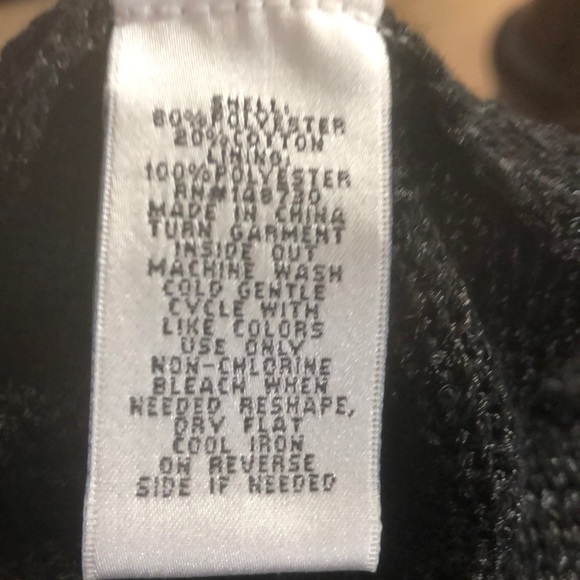 SHELL:
80% POLYESTER
20% COTTON
LINING:
100% POLYESTER
MADE IN CHINA
TURN GARMENT
INSIDE OUT
MACHINE WASH
COLD GENTLE
CYCLE WITH
LIKE COLORS
USE ONLY
NON-CHLORINE
BLEACH WHEN
NEEDED RESHAPE,
DRY FLAT
COOL IRON
ON REVERSE
SIDE IF NEEDED